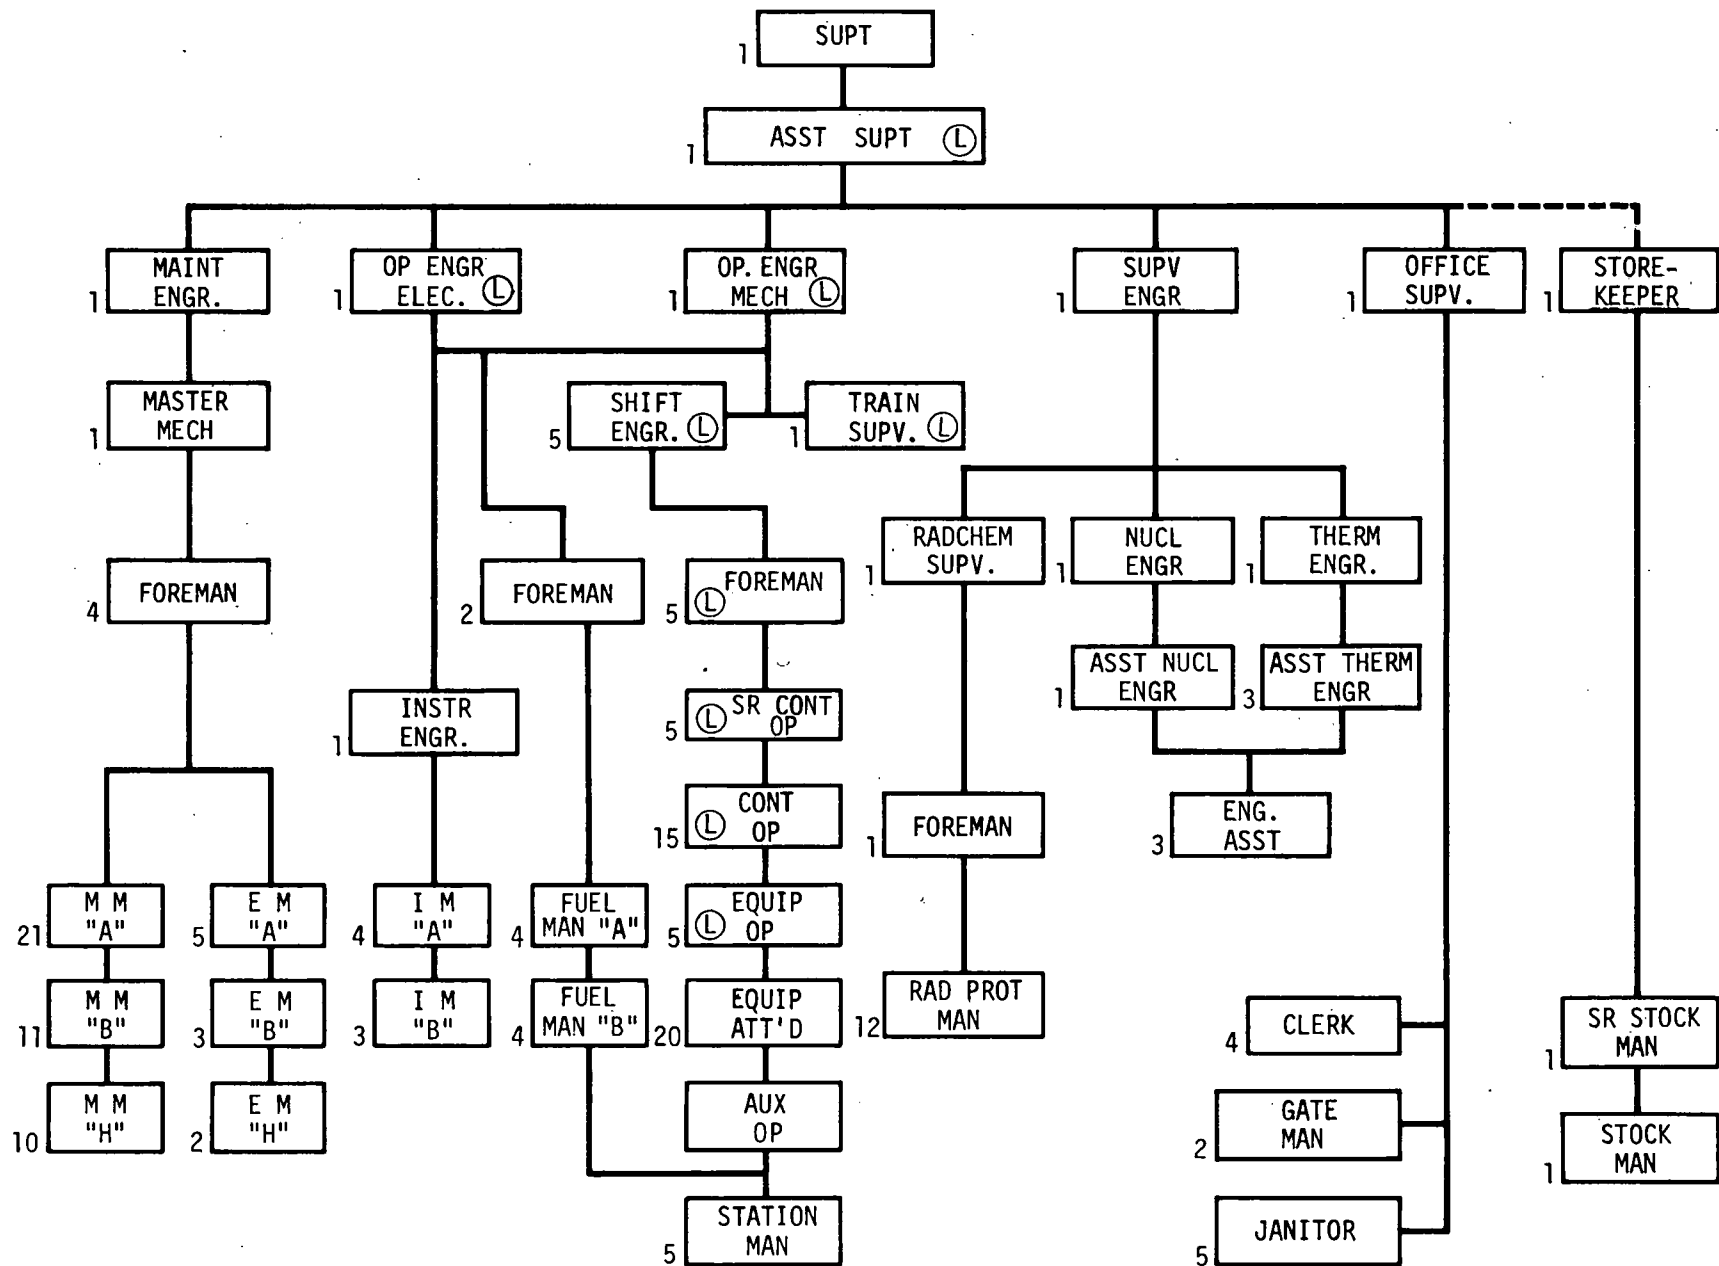 SUPT
1
ASST SUPT Ⓛ
1
MAINT
ENGR.
1
OP ENGR
ELEC. Ⓛ
1
OP. ENGR
MECH Ⓛ
1
SUPV
ENGR
1
OFFICE
SUPV.
1
STORE-
KEEPER
1
MASTER
MECH
1
SHIFT
ENGR. Ⓛ
5
TRAIN
SUPV. Ⓛ
1
FOREMAN
4
FOREMAN
2
Ⓛ FOREMAN
5
RADCHEM
SUPV.
1
NUCL
ENGR
1
THERM
ENGR.
1
INSTR
ENGR.
1
Ⓛ SR CONT
OP
5
ASST NUCL
ENGR
1
ASST THERM
ENGR
3
CONT
Ⓛ OP
15
FOREMAN
1
ENG.
ASST
3
M M
"A"
21
E M
"A"
5
I M
"A"
4
FUEL
MAN "A"
4
EQUIP
Ⓛ OP
5
M M
"B"
11
E M
"B"
3
I M
"B"
3
FUEL
MAN "B"
4
EQUIP
ATT'D
20
RAD PROT
MAN
12
CLERK
4
SR STOCK
MAN
1
M M
"H"
10
E M
"H"
2
AUX
OP
GATE
MAN
2
STOCK
MAN
1
STATION
MAN
5
JANITOR
5